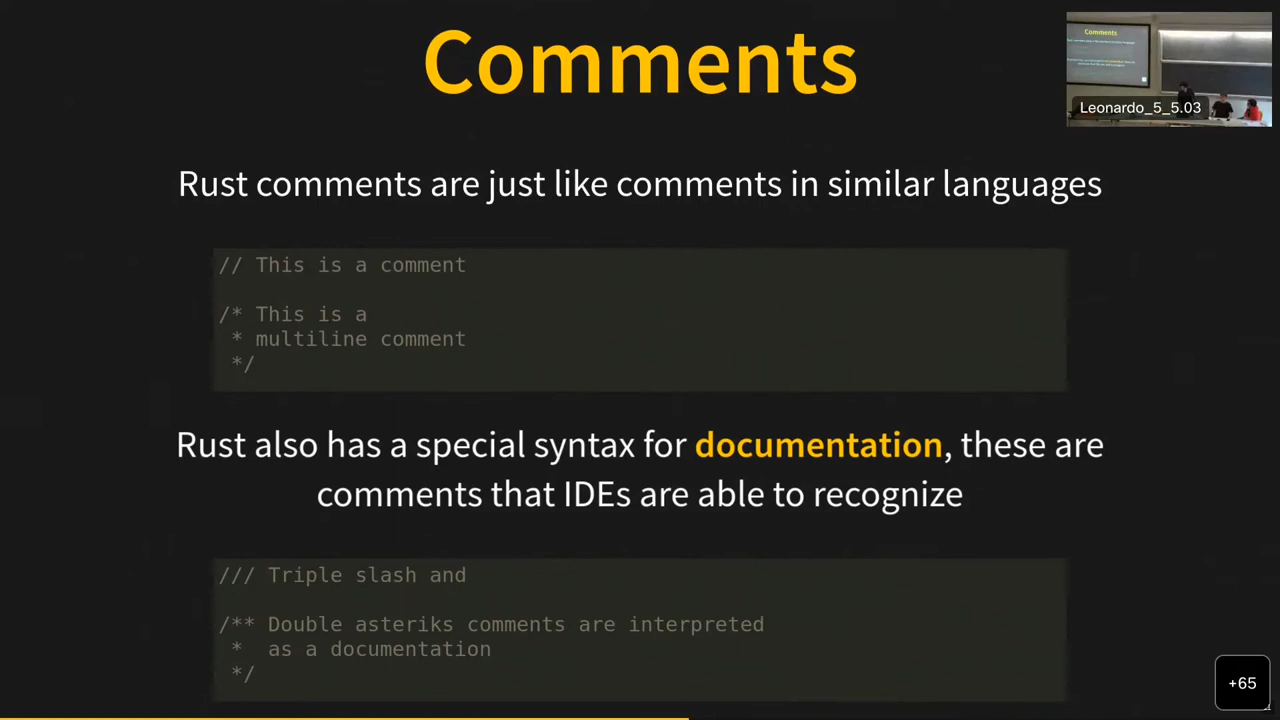 Comments
Leonardo_5_5.03
Rust comments are just like comments in similar languages
// This is a comment
/* This is a
* multiline comment
*/
Rust also has a special syntax for documentation, these are
comments that IDEs are able to recognize
/// Triple slash and
/** Double asteriks comments are interpreted
* as a documentation
*/
+65